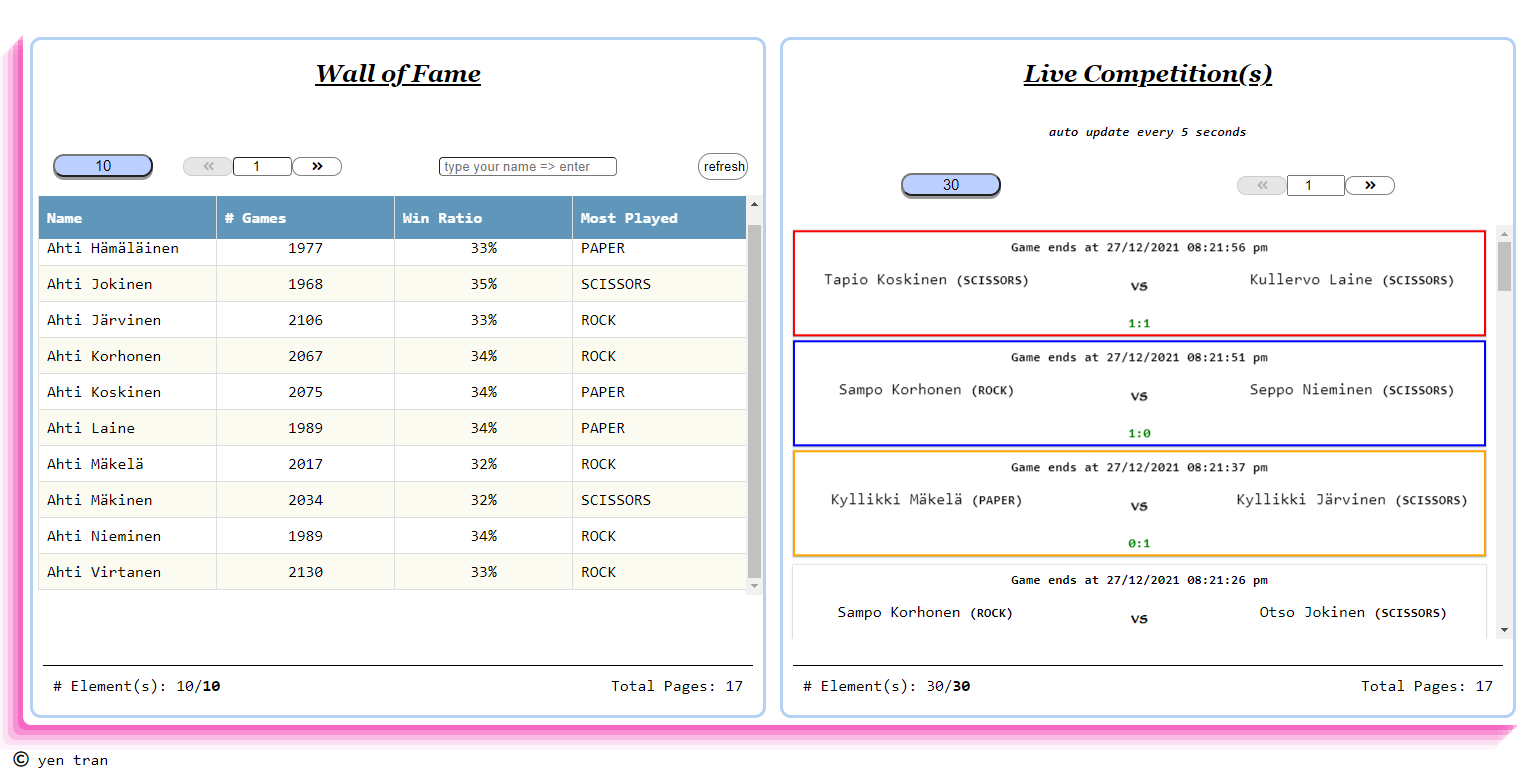 Wall of Fame
10 « 1 » type your name => enter refresh
Name # Games Win Ratio Most Played
Ahti Hämäläinen 1977 33% PAPER
Ahti Jokinen 1968 35% SCISSORS
Ahti Järvinen 2106 33% ROCK
Ahti Korhonen 2067 34% ROCK
Ahti Koskinen 2075 34% PAPER
Ahti Laine 1989 34% PAPER
Ahti Mäkelä 2017 32% ROCK
Ahti Mäkinen 2034 32% SCISSORS
Ahti Nieminen 1989 34% ROCK
Ahti Virtanen 2130 33% ROCK
# Element(s): 10/10 Total Pages: 17
Live Competition(s)
auto update every 5 seconds
30 « 1 »
Game ends at 27/12/2021 08:21:56 pm
Tapio Koskinen (SCISSORS) vs Kullervo Laine (SCISSORS)
1:1
Game ends at 27/12/2021 08:21:51 pm
Sampo Korhonen (ROCK) vs Seppo Nieminen (SCISSORS)
1:0
Game ends at 27/12/2021 08:21:37 pm
Kyllikki Mäkelä (PAPER) vs Kyllikki Järvinen (SCISSORS)
0:1
Game ends at 27/12/2021 08:21:26 pm
Sampo Korhonen (ROCK) vs Otso Jokinen (SCISSORS)
# Element(s): 30/30 Total Pages: 17
© yen tran